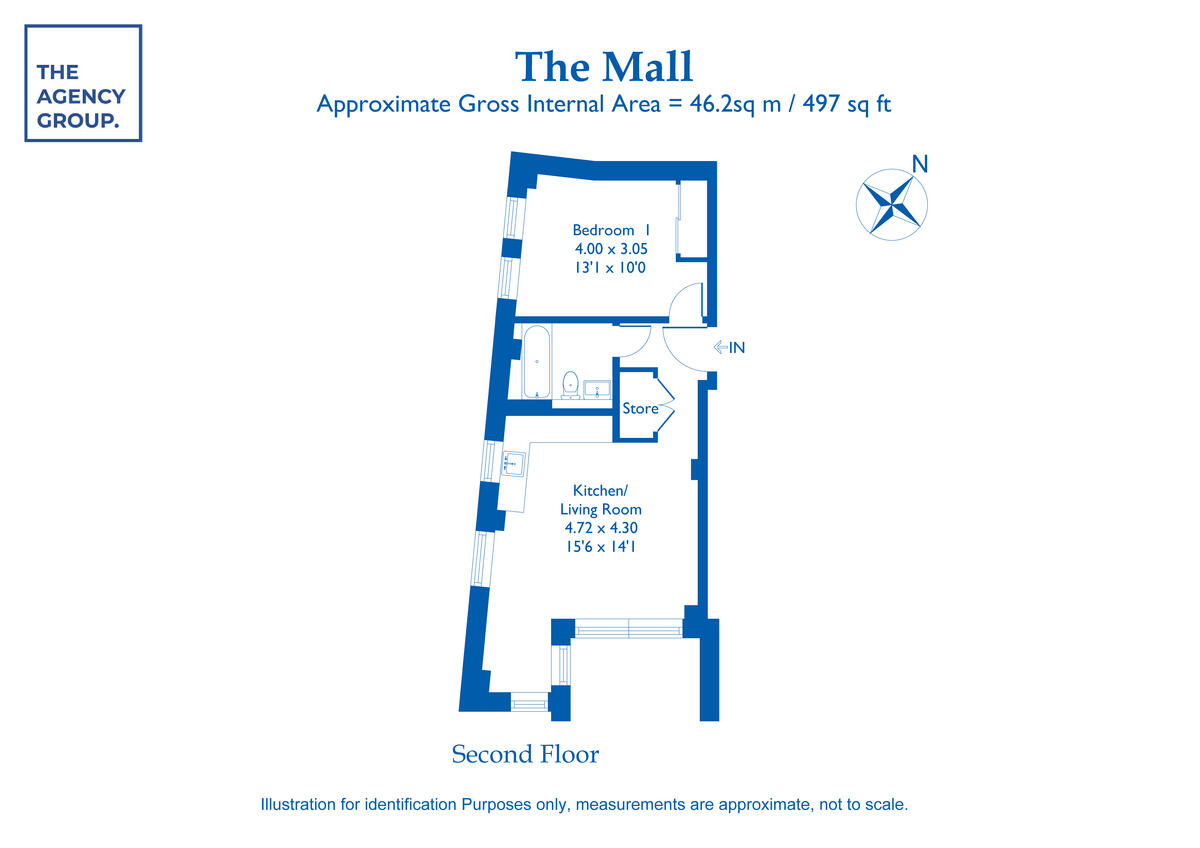 THE
AGENCY
GROUP.
The Mall
Approximate Gross Internal Area = 46.2sq m / 497 sq ft
N
Bedroom 1
4.00 x 3.05
13'1 x 10'0
IN
Store
Kitchen/
Living Room
4.72 x 4.30
15'6 x 14'1
Second Floor
Illustration for identification Purposes only, measurements are approximate, not to scale.